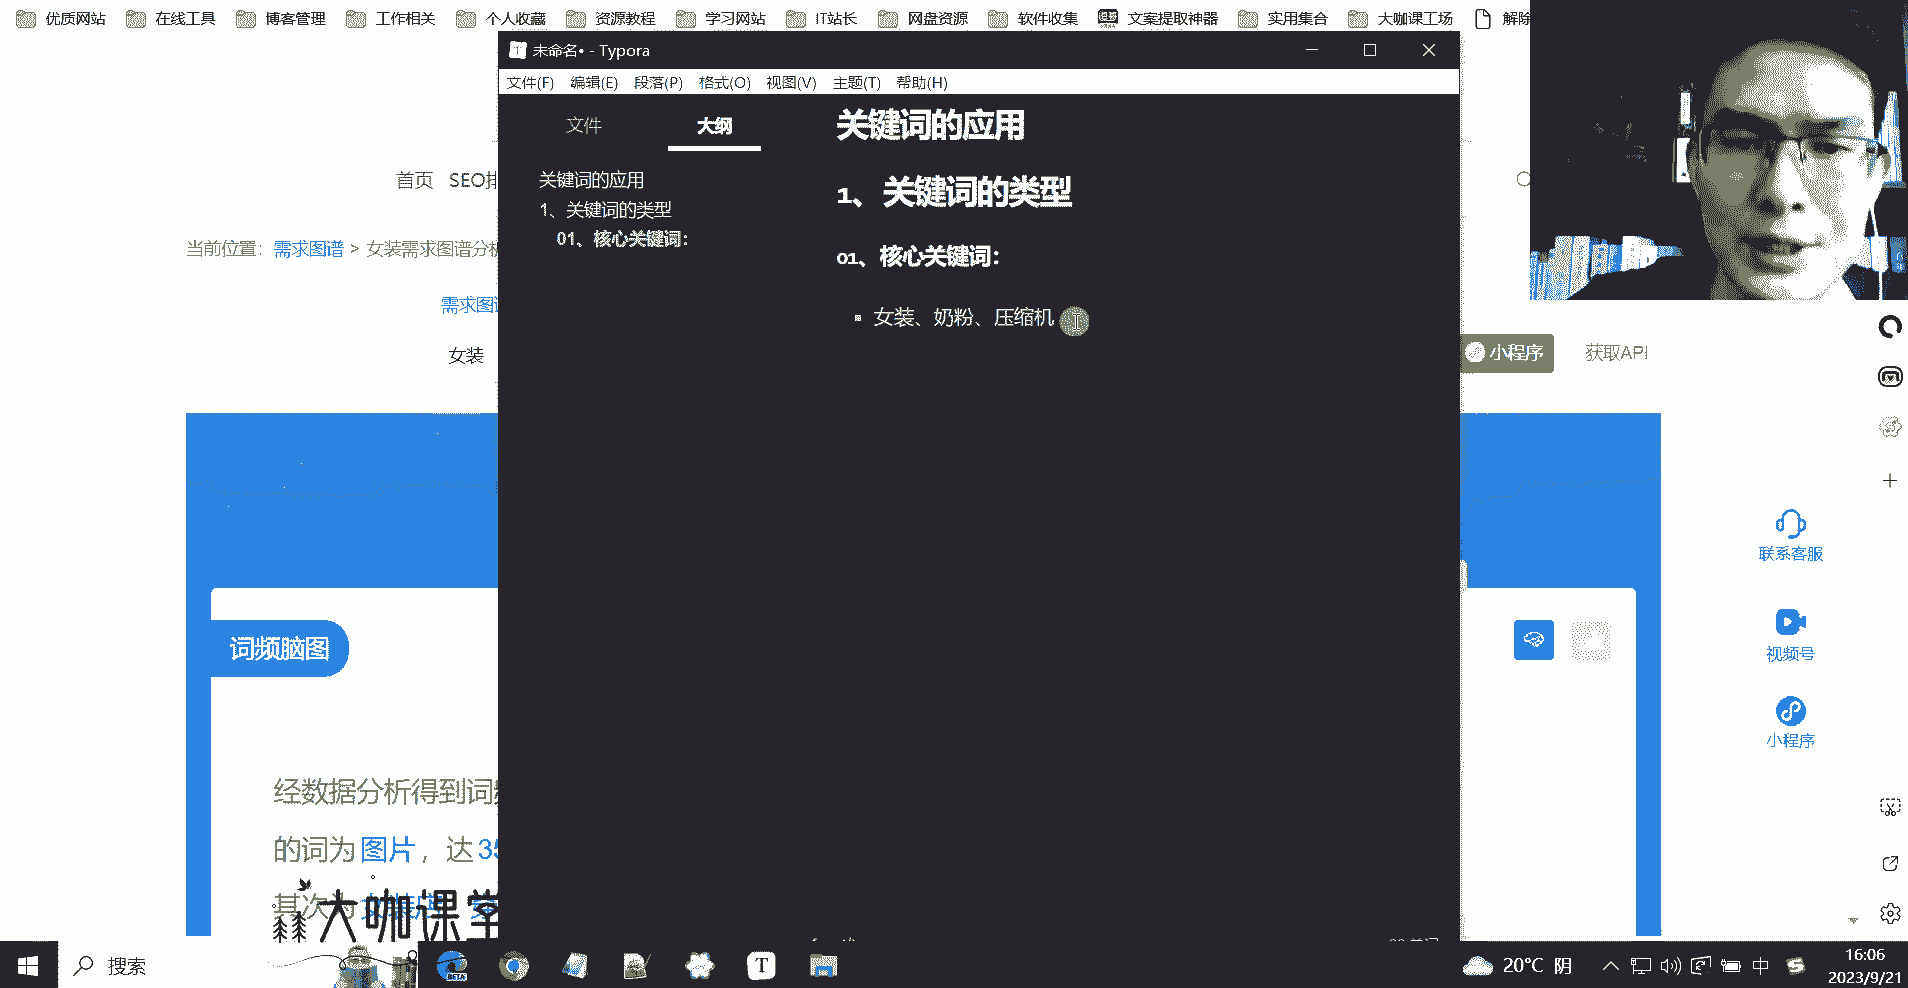 优质网站 在线工具 博客管理 工作相关 个人收藏 资源教程 学习网站 IT站长 网盘资源 软件收集 文案提取神器 实用集合 大咖课工场 解除
未命名• - Typora
文件(F) 编辑(E) 段落(P) 格式(O) 视图(V) 主题(T) 帮助(H)
文件 大纲
关键词的应用
1、关键词的类型
01、核心关键词：
关键词的应用
1、关键词的类型
01、核心关键词：
女装、奶粉、压缩机
首页 SEO排
当前位置：需求图谱 > 女装需求图谱分析
需求图谱
女装
小程序 获取API
词频脑图
经数据分析得到词频
的词为图片，达35
其次为
大咖课堂
联系客服
视频号
小程序
搜索
BETA
T
20°C 阴
中
16:06
2023/9/21